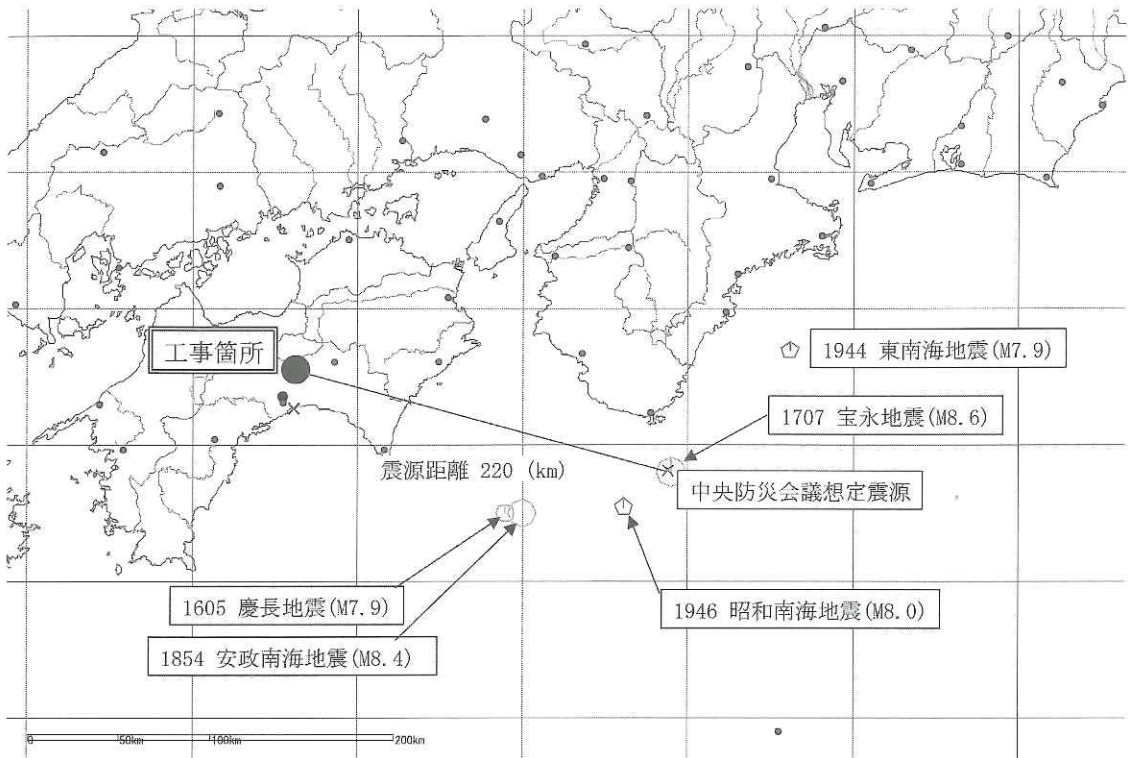 工事箇所
1944 東南海地震(M7.9)
1707 宝永地震(M8.6)
震源距離 220 (km)
中央防災会議想定震源
1605 慶長地震(M7.9)
1946 昭和南海地震(M8.0)
1854 安政南海地震(M8.4)
0 50km 100km 200km